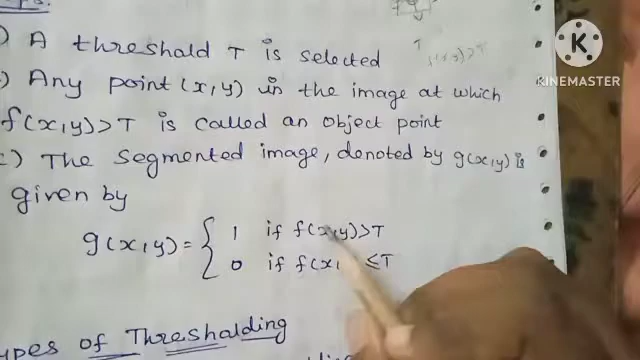 ) A threshold T is selected
T f(x,y)>T
) Any point (x,y) in the image at which
f(x,y)>T is called an object point
c) The segmented image, denoted by g(x,y) is
given by
g(x,y) = { 1 if f(x,y)>T
0 if f(x, ≤T
Types of Thresholding
KINEMASTER